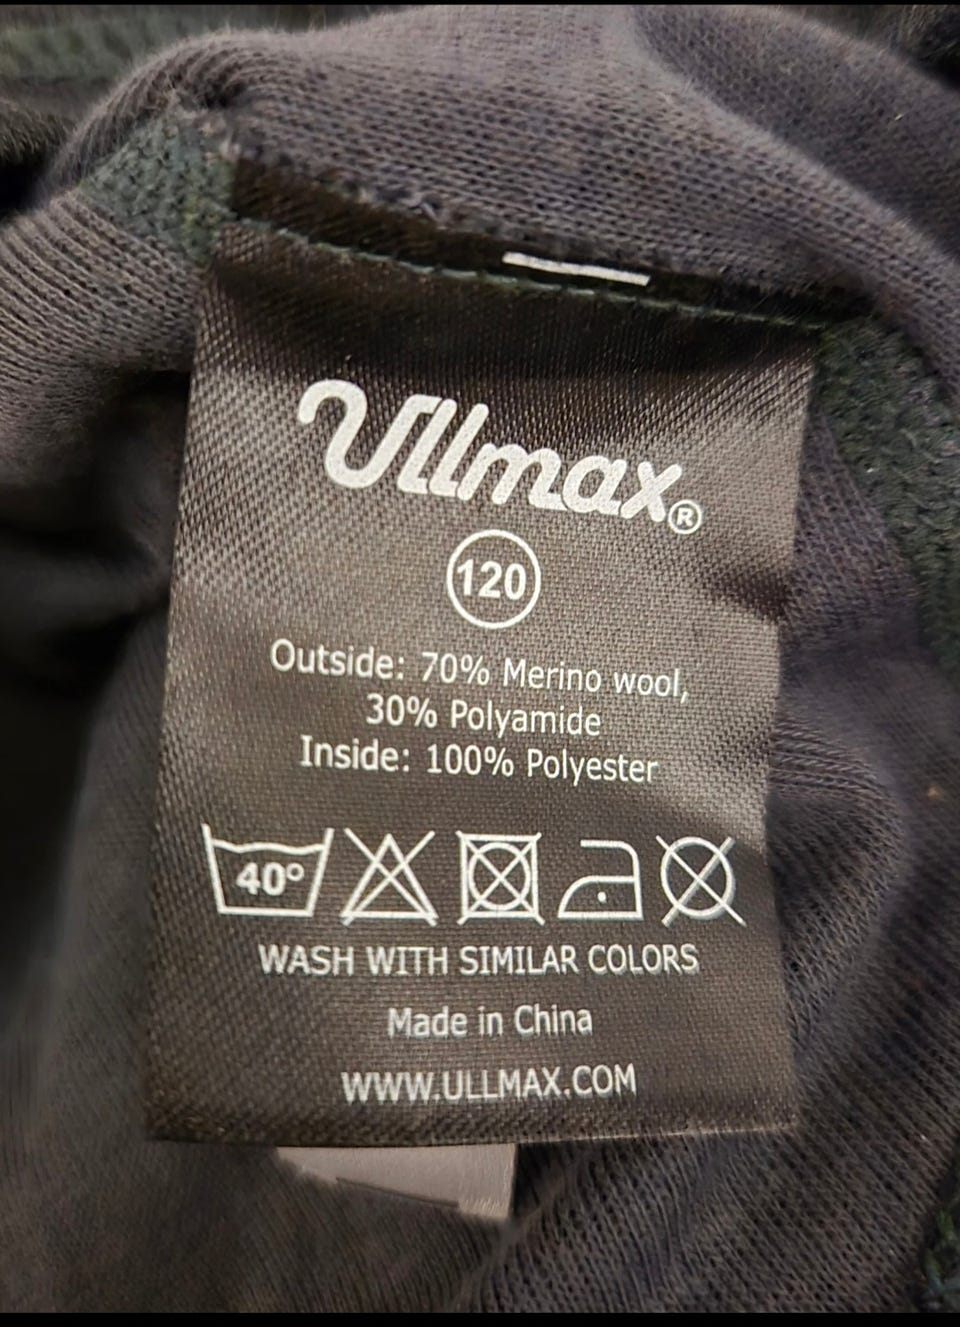 Ullmax®
120
Outside: 70% Merino wool,
30% Polyamide
Inside: 100% Polyester
40°
WASH WITH SIMILAR COLORS
Made in China
WWW.ULLMAX.COM